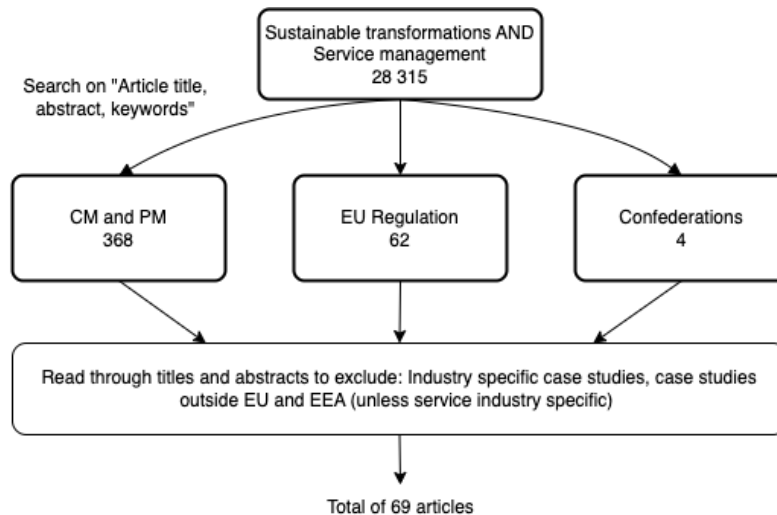 Sustainable transformations AND
Service management
28 315
Search on "Article title,
abstract, keywords"
CM and PM
368
EU Regulation
62
Confederations
4
Read through titles and abstracts to exclude: Industry specific case studies, case studies
outside EU and EEA (unless service industry specific)
Total of 69 articles